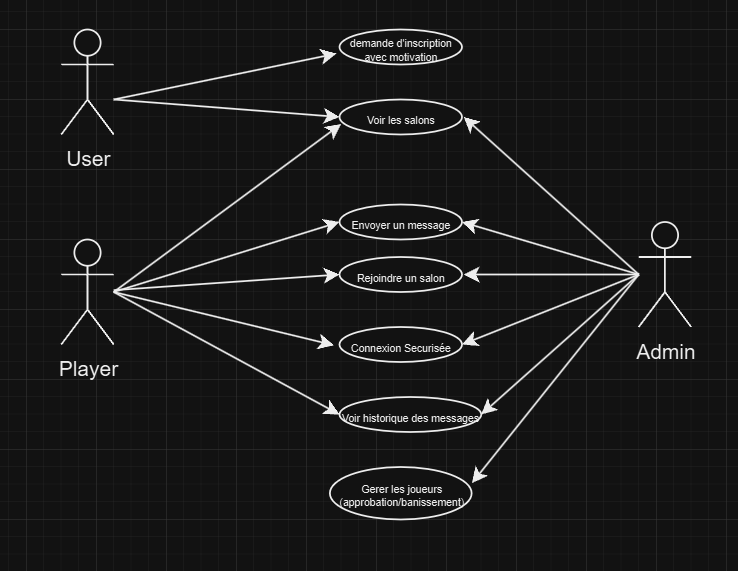 demande d'inscription
avec motivation
Voir les salons
User
Envoyer un message
Rejoindre un salon
Connexion Securisée
Player
Admin
Voir historique des messages
Gerer les joueurs
(approbation/banissement)